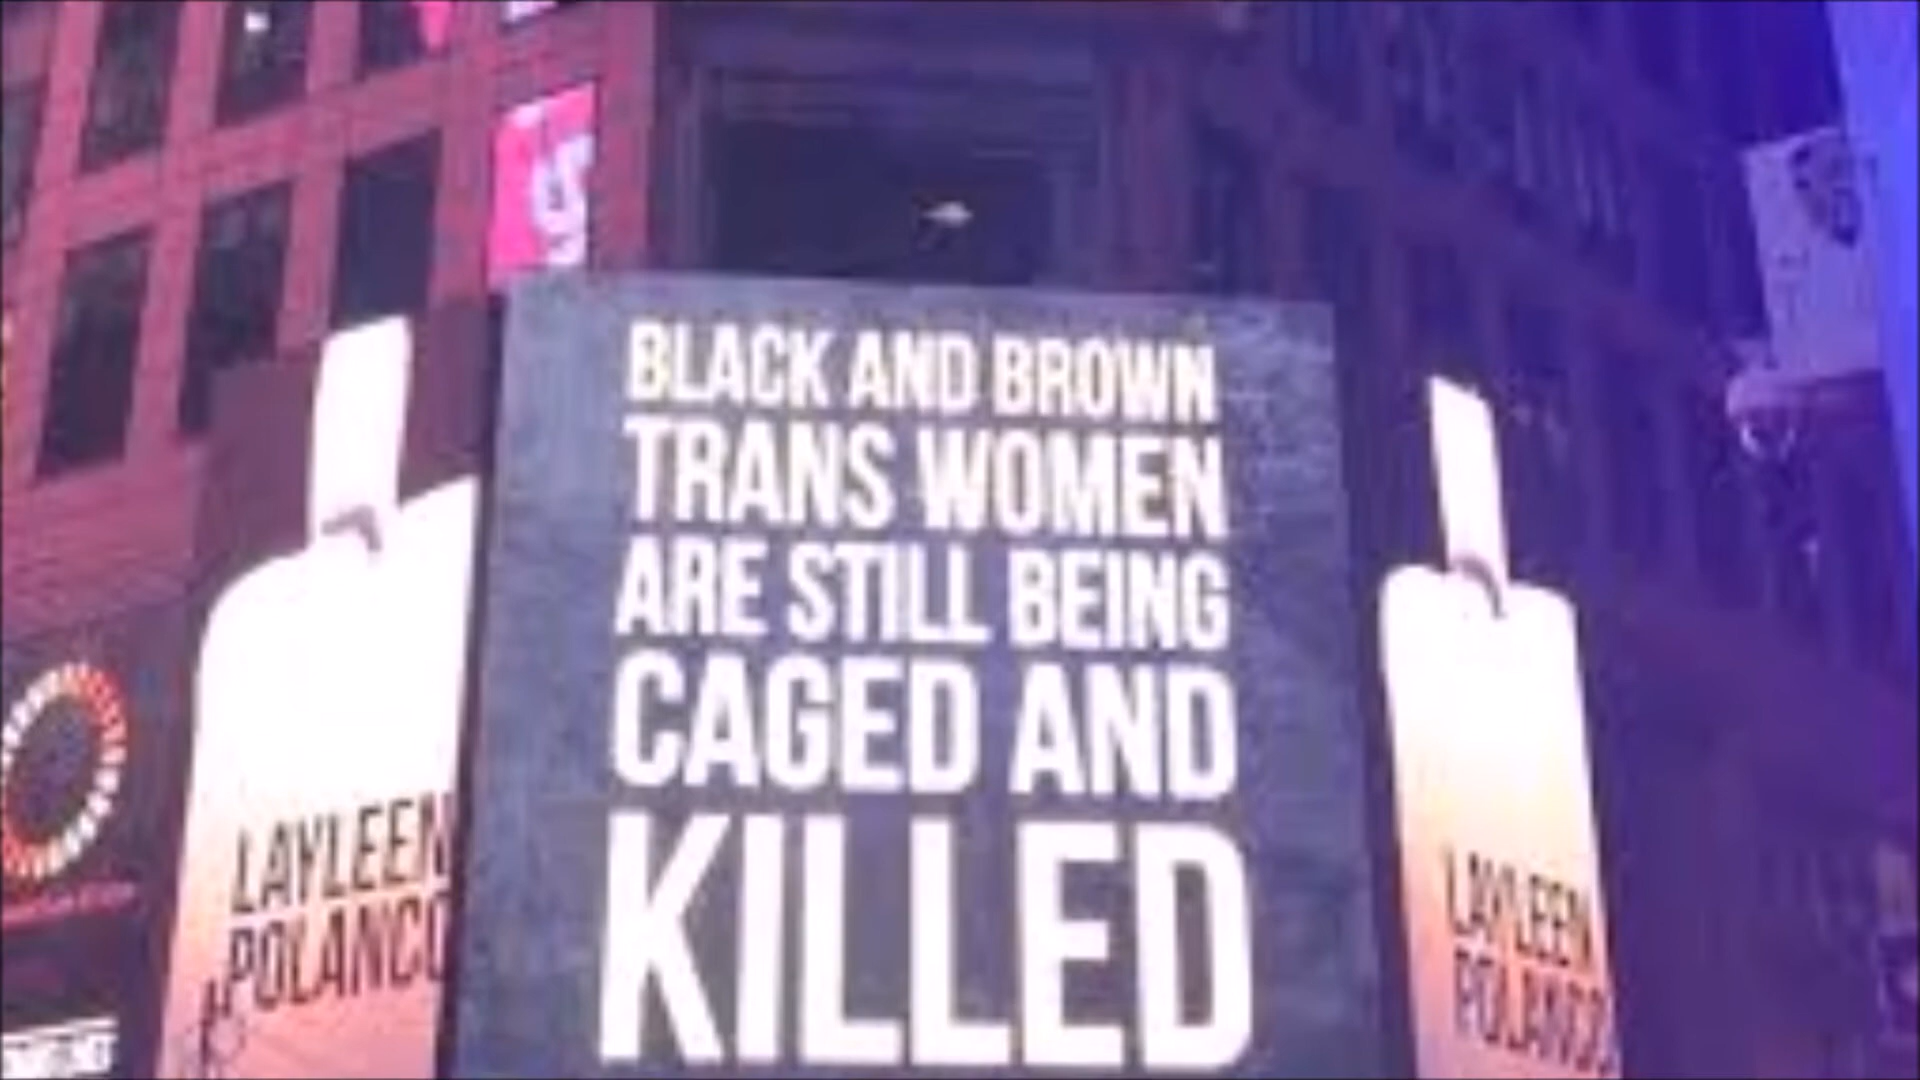 BLACK AND BROWN
TRANS WOMEN
ARE STILL BEING
CAGED AND
KILLED
LAYLEEN
POLANCO
LAYLEEN
POLANCO